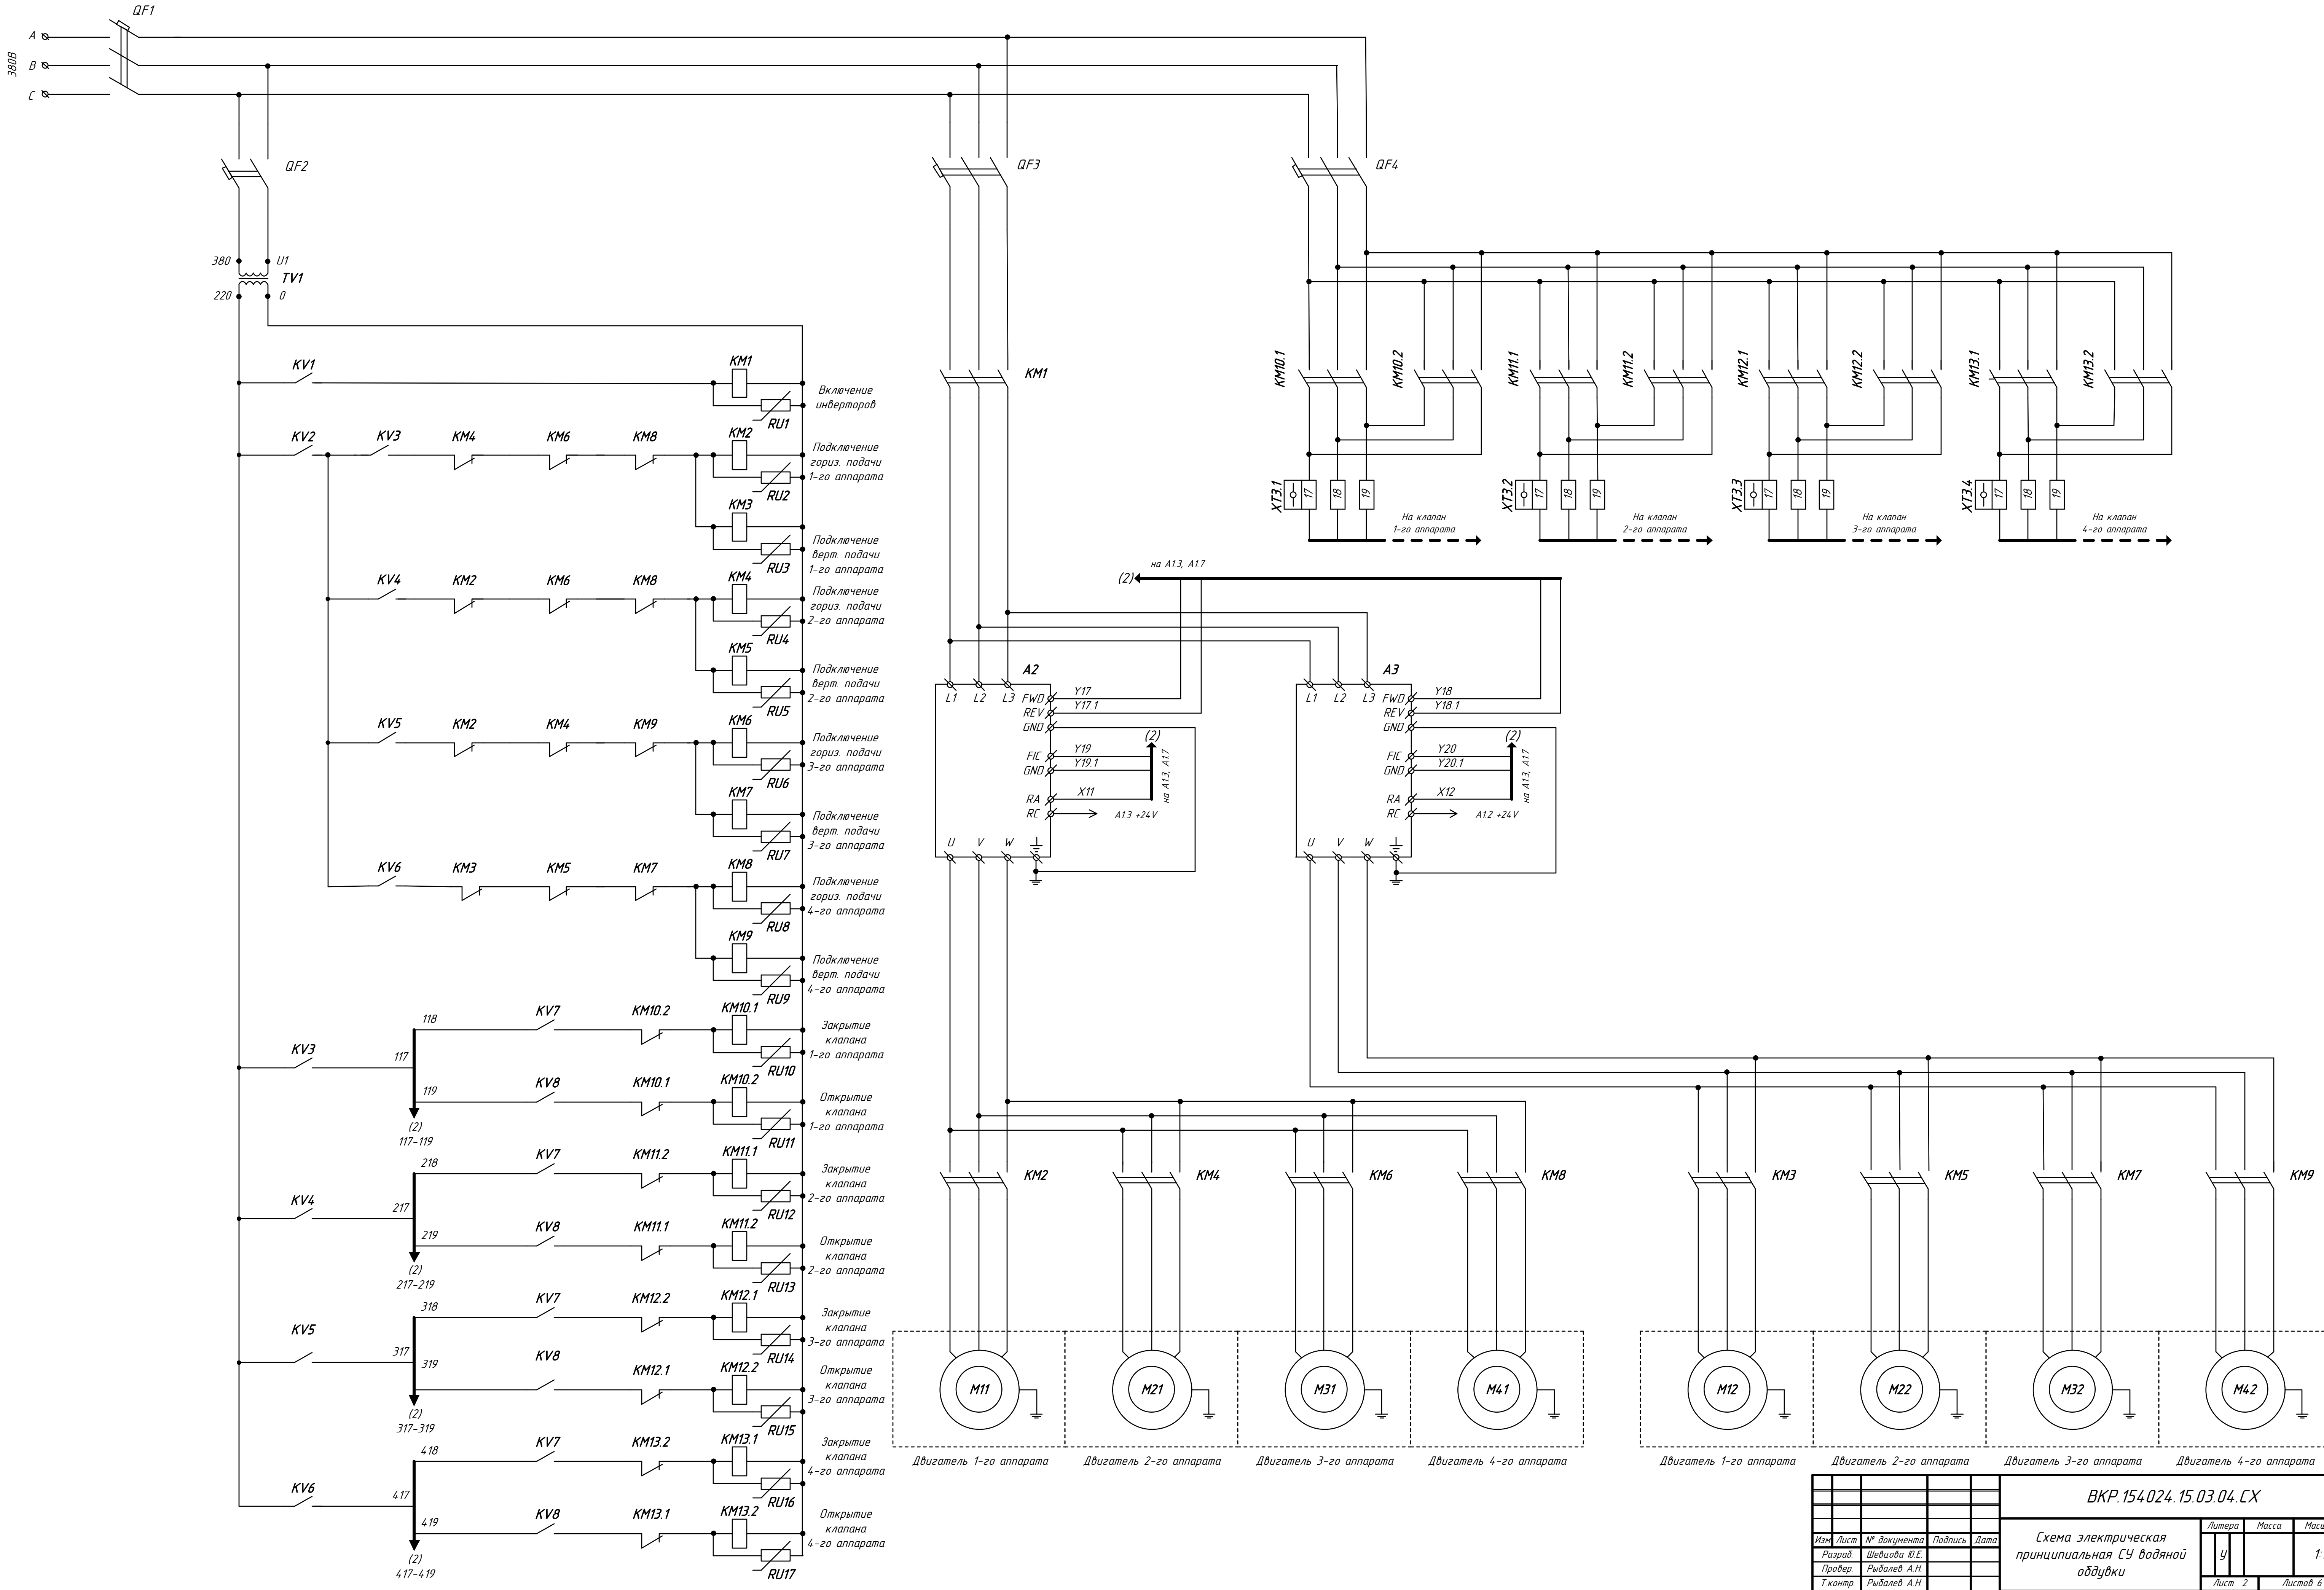 QF1
A
B
C
380В
QF2
QF3
QF4
380
U1
TV1
220
0
KV1
KM1
RU1
Включение
инверторов
KV2
KV3
KM4
KM6
KM8
KM2
RU2
Подключение
гориз. подачи
1-го аппарата
KM3
RU3
Подключение
верт. подачи
1-го аппарата
KV4
KM2
KM6
KM8
KM4
RU4
Подключение
гориз. подачи
2-го аппарата
KM5
RU5
Подключение
верт. подачи
2-го аппарата
KV5
KM2
KM4
KM9
KM6
RU6
Подключение
гориз. подачи
3-го аппарата
KM7
RU7
Подключение
верт. подачи
3-го аппарата
KV6
KM3
KM5
KM7
KM8
RU8
Подключение
гориз. подачи
4-го аппарата
KM9
RU9
Подключение
верт. подачи
4-го аппарата
KV3
117
118
KV7
KM10.2
KM10.1
RU10
Закрытие
клапана
1-го аппарата
119
KV8
KM10.1
KM10.2
RU11
Открытие
клапана
1-го аппарата
(2)
117-119
KV4
217
218
KV7
KM11.2
KM11.1
RU12
Закрытие
клапана
2-го аппарата
219
KV8
KM11.1
KM11.2
RU13
Открытие
клапана
2-го аппарата
(2)
217-219
KV5
317
318
KV7
KM12.2
KM12.1
RU14
Закрытие
клапана
3-го аппарата
319
KV8
KM12.1
KM12.2
RU15
Открытие
клапана
3-го аппарата
(2)
317-319
KV6
417
418
KV7
KM13.2
KM13.1
RU16
Закрытие
клапана
4-го аппарата
419
KV8
KM13.1
KM13.2
RU17
Открытие
клапана
4-го аппарата
(2)
417-419
KM1
KM10.1
KM10.2
KM11.1
KM11.2
KM12.1
KM12.2
KM13.1
KM13.2
XT3.1
17
18
19
На клапан
1-го аппарата
XT3.2
17
18
19
На клапан
2-го аппарата
XT3.3
17
18
19
На клапан
3-го аппарата
XT3.4
17
18
19
На клапан
4-го аппарата
(2)
на А1.3, А1.7
A2
L1
L2
L3
FWD
Y17
REV
Y17.1
GND
FIC
Y19
GND
Y19.1
RA
X11
RC
А1.3 +24V
(2)
на А1.3, А1.7
U
V
W
A3
L1
L2
L3
FWD
Y18
REV
Y18.1
GND
FIC
Y20
GND
Y20.1
RA
X12
RC
А1.2 +24V
(2)
на А1.3, А1.7
U
V
W
KM2
KM4
KM6
KM8
KM3
KM5
KM7
KM9
M11
M21
M31
M41
M12
M22
M32
M42
Двигатель 1-го аппарата
Двигатель 2-го аппарата
Двигатель 3-го аппарата
Двигатель 4-го аппарата
Двигатель 1-го аппарата
Двигатель 2-го аппарата
Двигатель 3-го аппарата
Двигатель 4-го аппарата
ВКР.154024.15.03.04.СХ
Изм
Лист
№ документа
Подпись
Дата
Разраб.
Шевцова Ю.Е.
Провер.
Рыбалев А.Н.
Т.контр.
Рыбалев А.Н.
Схема электрическая
принципиальная СУ водяной
обдувки
Литера
Масса
у
1:
Лист 2
Листов 6